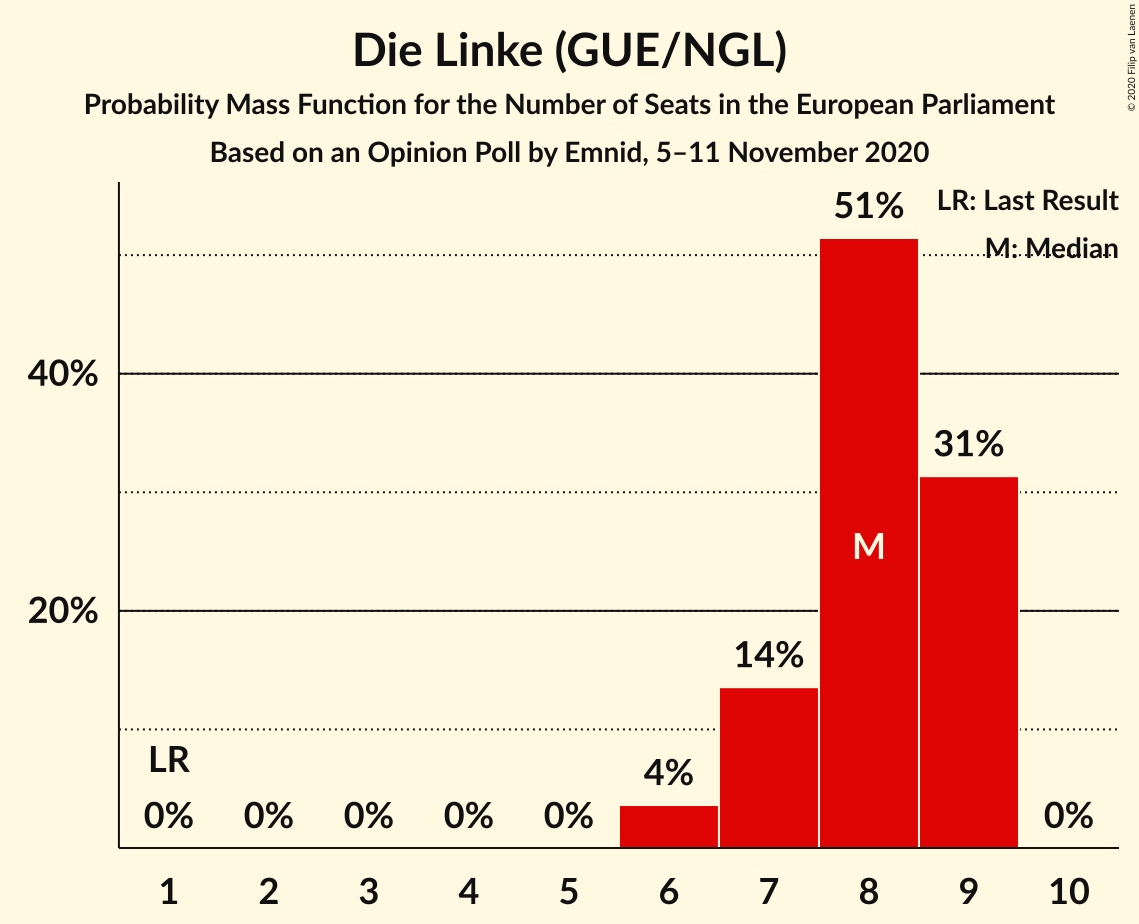 Die Linke (GUE/NGL)
Probability Mass Function for the Number of Seats in the European Parliament
Based on an Opinion Poll by Emnid, 5–11 November 2020
© 2020 Filip van Laenen
LR: Last Result
M: Median
51%
40%
31%
M
20%
14%
LR
4%
0% 0% 0% 0% 0% 0%
1 2 3 4 5 6 7 8 9 10